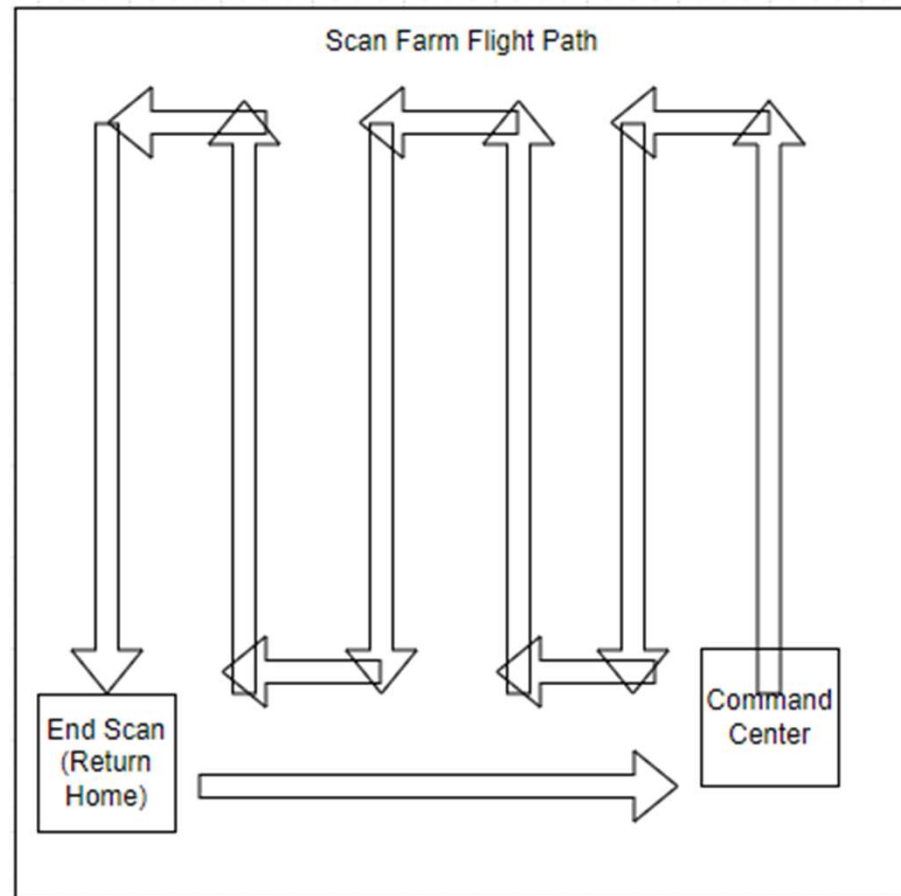 Scan Farm Flight Path
End Scan
(Return
Home)
Command
Center